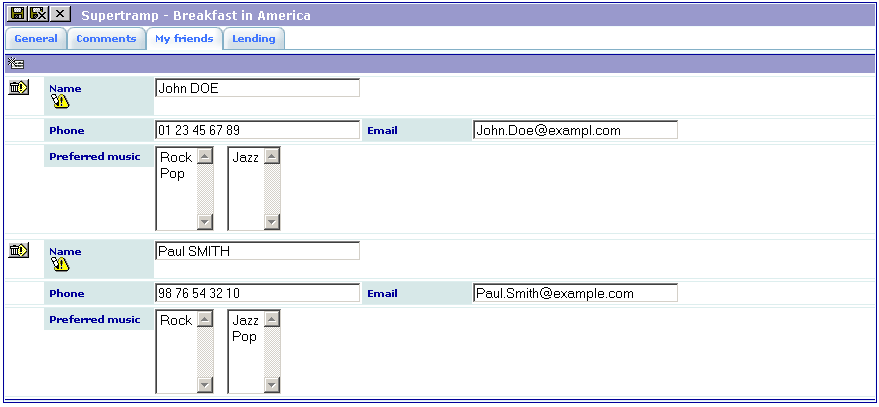 Supertramp - Breakfast in America
General Comments My friends Lending
Name John DOE
Phone 01 23 45 67 89 Email John.Doe@exampl.com
Preferred music Rock Jazz
Pop
Name Paul SMITH
Phone 98 76 54 32 10 Email Paul.Smith@example.com
Preferred music Rock Jazz
Pop